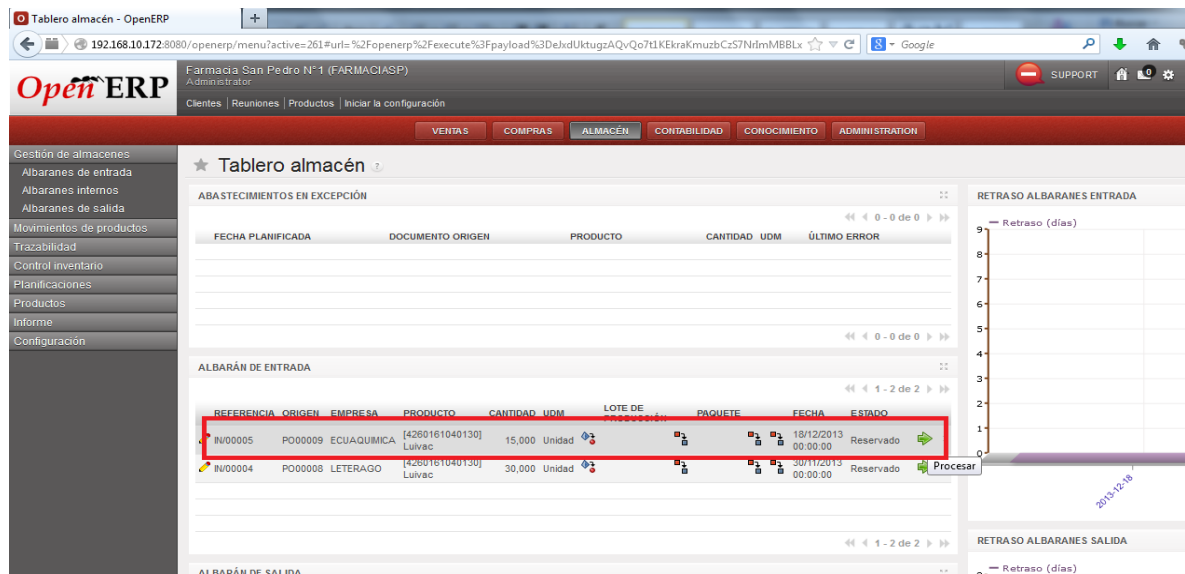 Tablero almacén - OpenERP
192.168.10.172:8080/openerp/menu?active=261#url=%2Fopenerp%2Fexecute%3Fpayload%3DeJxdUktugzAQvQo7t1KEkraKmuzbCzS7NrImMBBLx
Google
OpenERP
Farmacia San Pedro N°1 (FARMACIASP)
Administrator
Clientes | Reuniones | Productos | Iniciar la configuración
SUPPORT
0
VENTAS COMPRAS ALMACÉN CONTABILIDAD CONOCIMIENTO ADMINISTRATION
Gestión de almacenes
Albaranes de entrada
Albaranes internos
Albaranes de salida
Movimientos de productos
Trazabilidad
Control inventario
Planificaciones
Productos
Informe
Configuración
Tablero almacén ?
ABASTECIMIENTOS EN EXCEPCIÓN
0 - 0 de 0
FECHA PLANIFICADA DOCUMENTO ORIGEN PRODUCTO CANTIDAD UDM ÚLTIMO ERROR
0 - 0 de 0
ALBARÁN DE ENTRADA
1 - 2 de 2
REFERENCIA ORIGEN EMPRESA PRODUCTO CANTIDAD UDM LOTE DE PRODUCCIÓN PAQUETE FECHA ESTADO
IN/00005 PO00009 ECUAQUIMICA [4260161040130] Luivac 15,000 Unidad 18/12/2013 00:00:00 Reservado
IN/00004 PO00008 LETERAGO [4260161040130] Luivac 30,000 Unidad 30/11/2013 00:00:00 Reservado
Procesar
1 - 2 de 2
ALBARÁN DE SALIDA
RETRASO ALBARANES ENTRADA
Retraso (días)
9
8
7
6
5
4
3
2
1
0
2013-12-18
RETRASO ALBARANES SALIDA
Retraso (días)